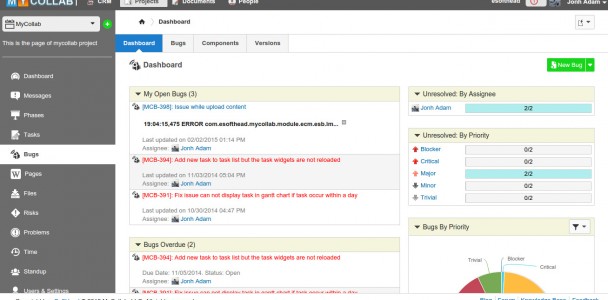 MYCOLLAB
CRM
Projects
Documents
People
esofthead
Jonh Adam
MyCollab
This is the page of mycollab project
Dashboard
Messages
Phases
Tasks
Bugs
Pages
Files
Risks
Problems
Time
Standup
Users & Settings
Dashboard
Dashboard
Bugs
Components
Versions
Dashboard
New Bug
My Open Bugs (3)
[MCB-398]: Issue while upload content
19:04:15,475 ERROR com.esofthead.mycollab.module.ecm.esb.im...
Last updated on 02/02/2015 01:14 PM
Assignee: Jonh Adam
[MCB-394]: Add new task to task list but the task widgets are not reloaded
Last updated on 11/03/2014 05:04 PM
Assignee: Jonh Adam
[MCB-391]: Fix issue can not display task in gantt chart if task occur within a day
Last updated on 10/30/2014 04:47 PM
Assignee: Jonh Adam
Bugs Overdue (2)
[MCB-394]: Add new task to task list but the task widgets are not reloaded
Due Date: 11/03/2014. Status: Open
Assignee: Jonh Adam
[MCB-391]: Fix issue can not display task in gantt chart if task occur within a day
Unresolved: By Assignee
Jonh Adam
2/2
Unresolved: By Priority
Blocker
0/2
Critical
0/2
Major
2/2
Minor
0/2
Trivial
0/2
Bugs By Priority
Trivial
Blocker
Critical